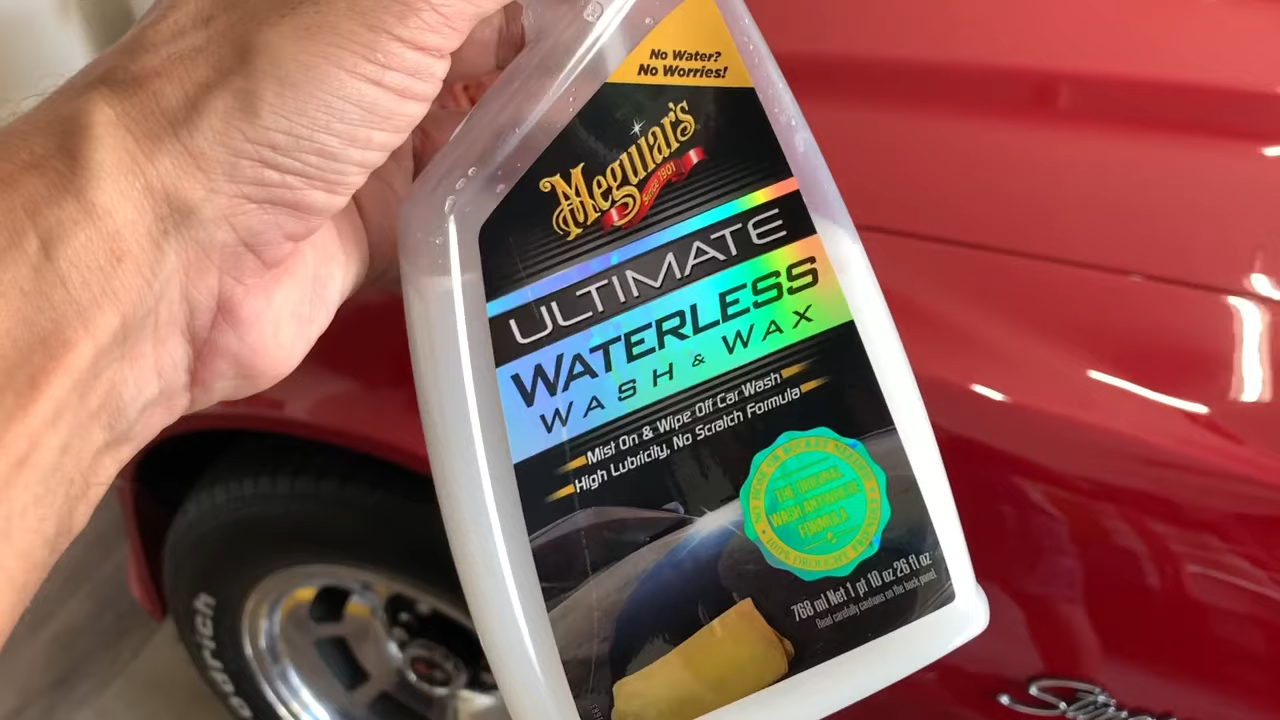 No Water?
No Worries!
Meguiar's
Since 1901
ULTIMATE
WATERLESS
WASH & WAX
Mist On & Wipe Off Car Wash
High Lubricity, No Scratch Formula
THE ORIGINAL
WASH ANYWHERE
FORMULA
768 ml Net 1 pt 10 oz 26 fl oz
Read carefully cautions on the back panel